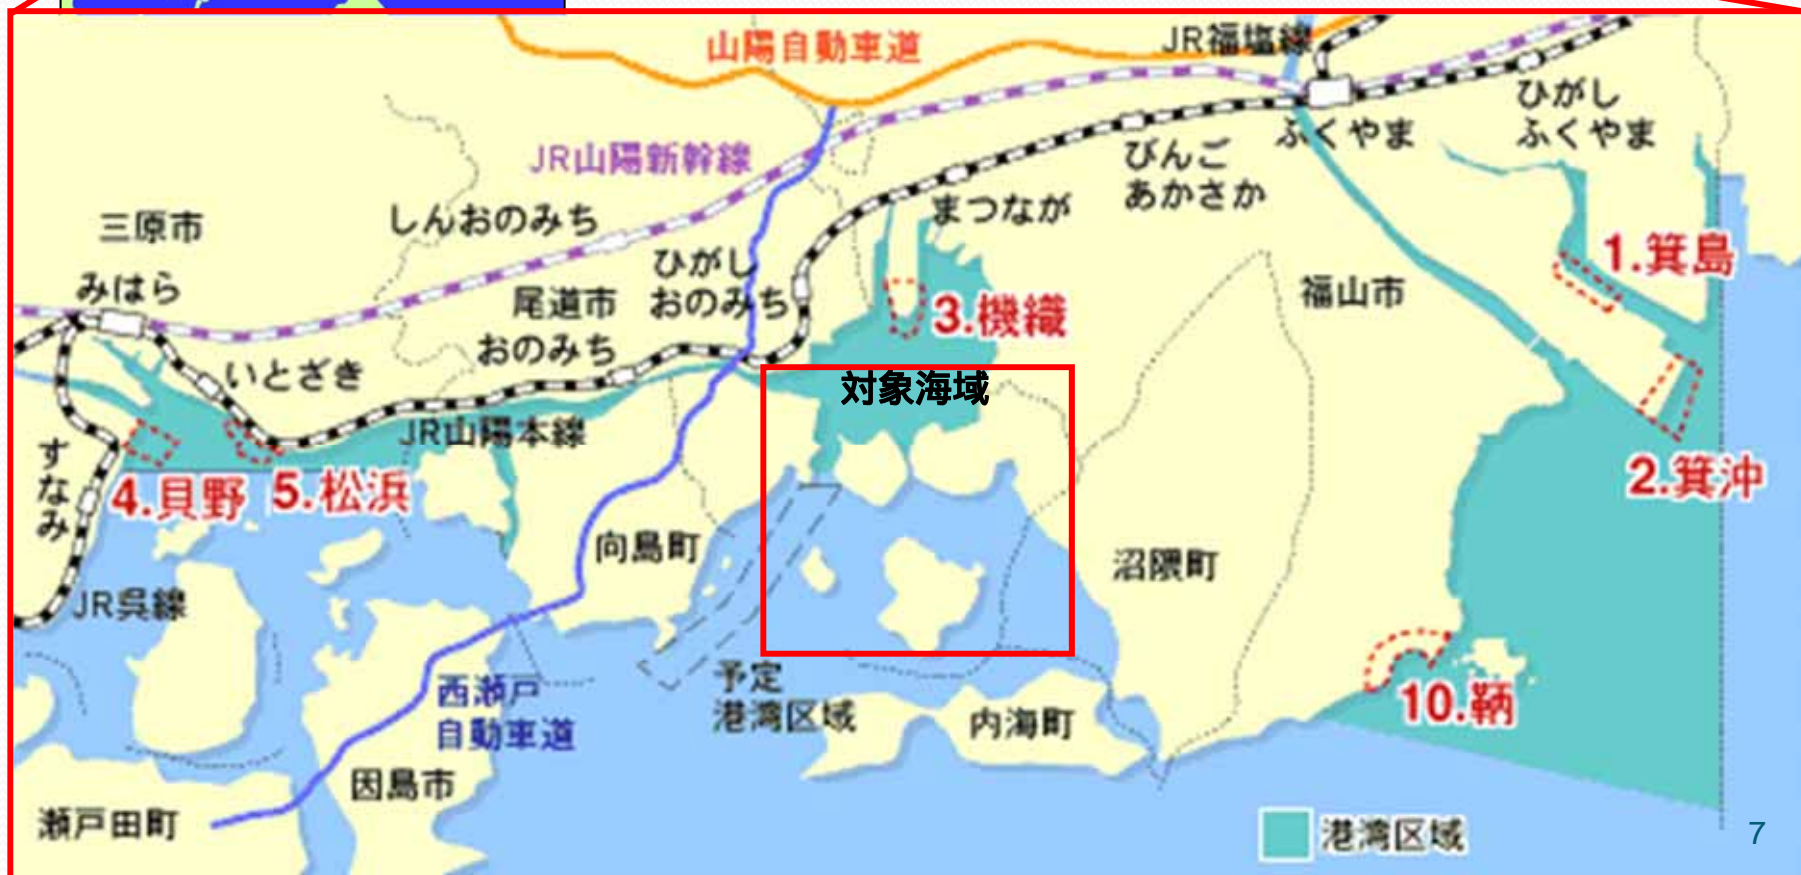 山陽自動車道
JR福塩線
ひがし
ふくやま
ふくやま
びんご
あかさか
JR山陽新幹線
まつなが
しんおのみち
三原市
みはら
ひがし
おのみち
尾道市
おのみち
福山市
1.箕島
3.機織
いとざき
対象海域
JR山陽本線
すなみ
4.貝野
5.松浜
2.箕沖
向島町
沼隈町
JR呉線
予定
港湾区域
西瀬戸
自動車道
内海町
10.鞆
因島市
瀬戸田町
港湾区域
7